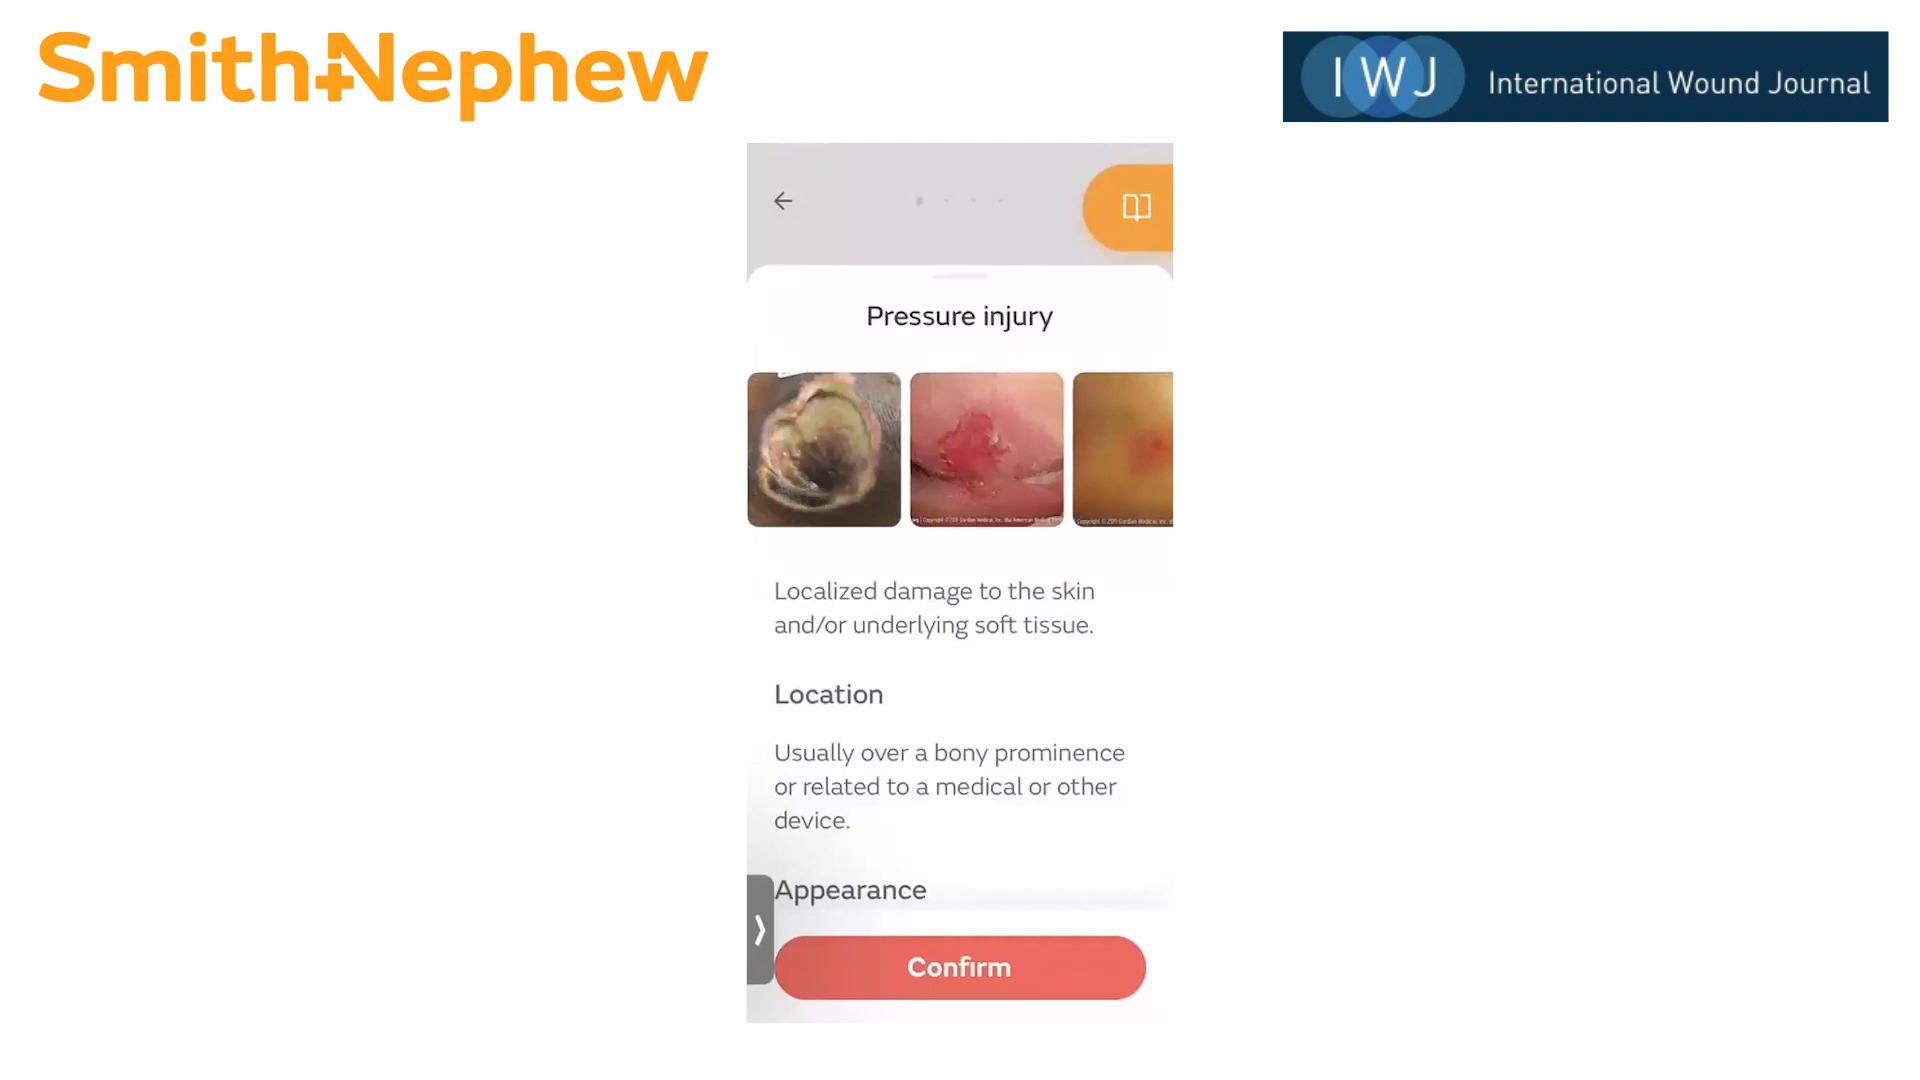 Smith+Nephew
IWJ International Wound Journal
Pressure injury
Localized damage to the skin
and/or underlying soft tissue.
Location
Usually over a bony prominence
or related to a medical or other
device.
Appearance
Confirm